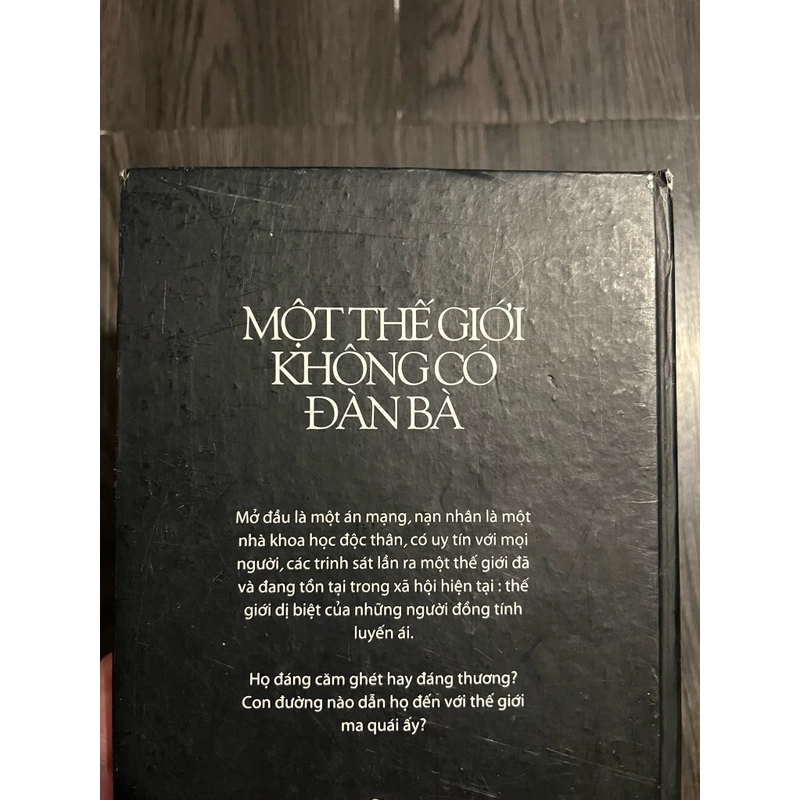 MỘT THẾ GIỚI
KHÔNG CÓ
ĐÀN BÀ
Mở đầu là một án mạng, nạn nhân là một
nhà khoa học độc thân, có uy tín với mọi
người, các trinh sát lần ra một thế giới đã
và đang tồn tại trong xã hội hiện tại : thế
giới dị biệt của những người đồng tính
luyến ái.
Họ đáng căm ghét hay đáng thương?
Con đường nào dẫn họ đến với thế giới
ma quái ấy?